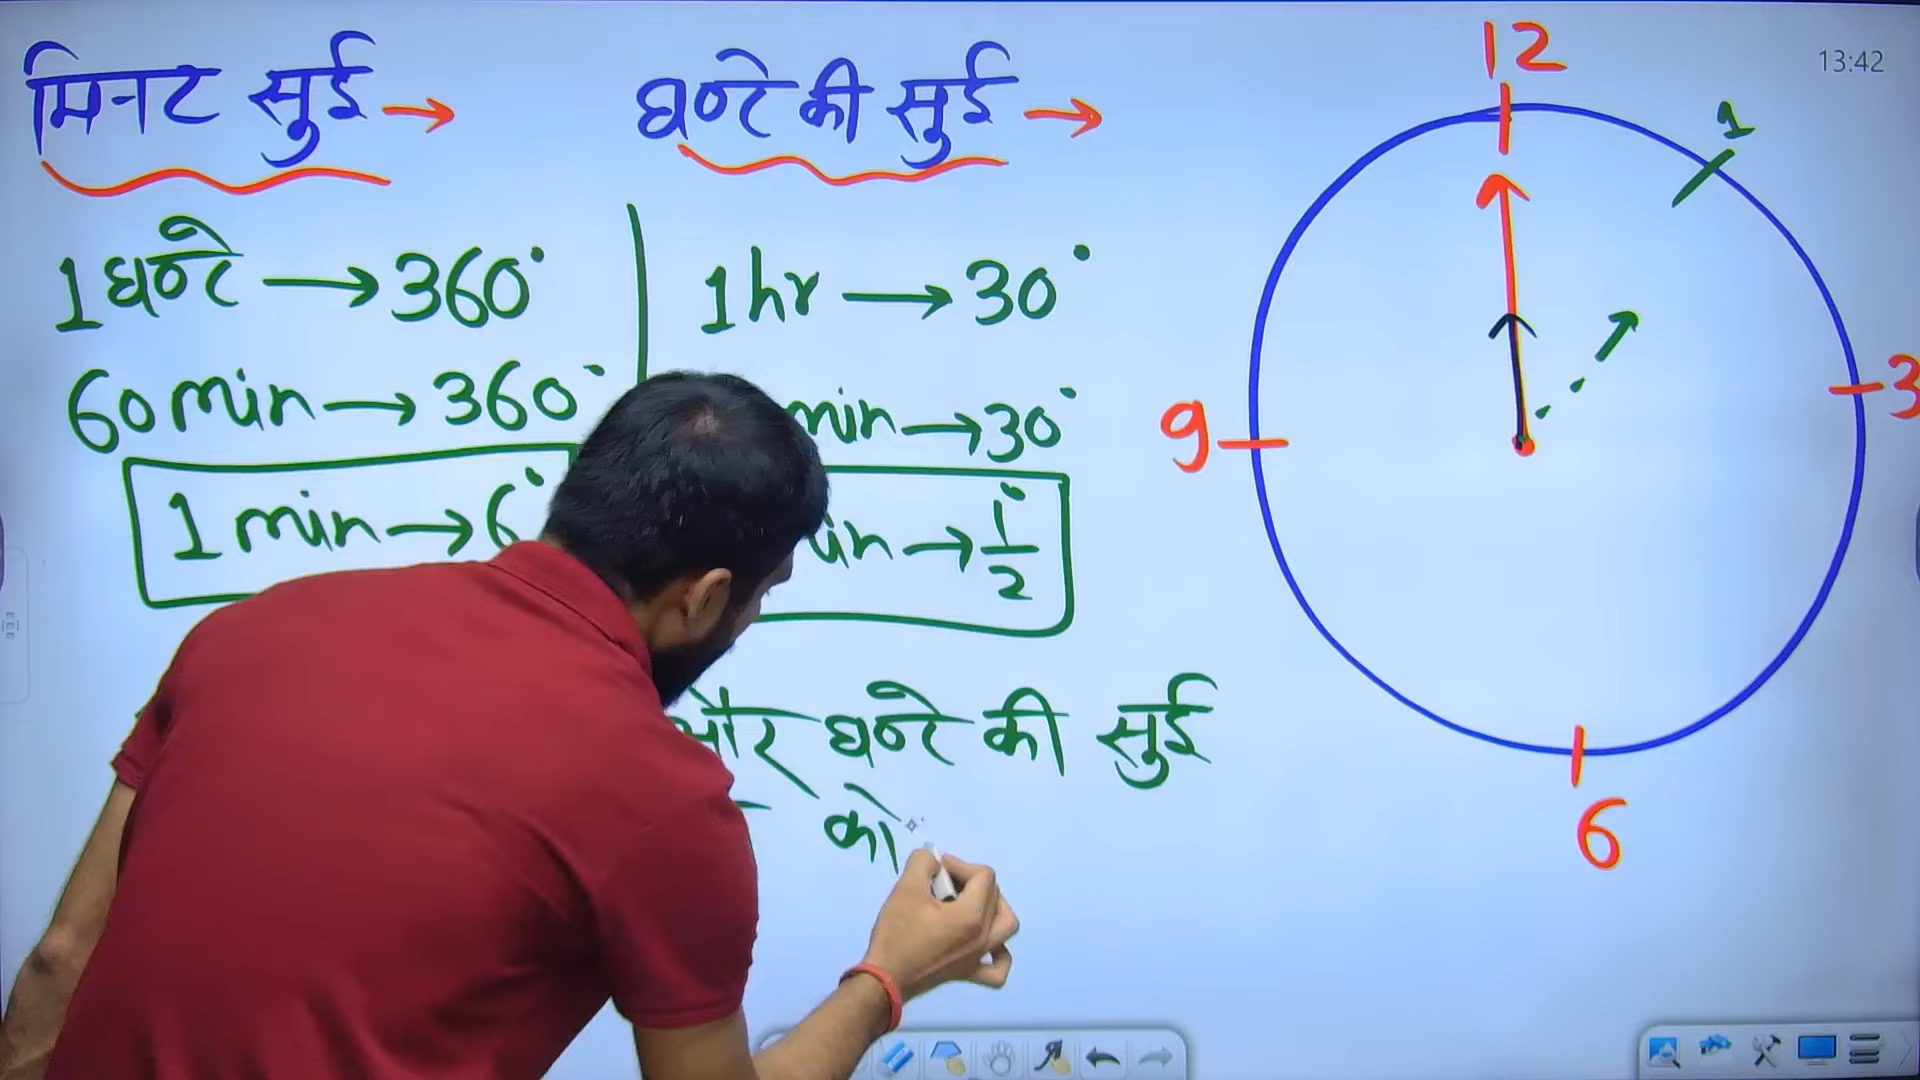 मिनट सुई →
घण्टे की सुई →
1 घण्टे → 360°
60 min → 360°
1 min → 6°
1 hr → 30°
min → 30°
→ 1°/2
और घण्टे की सुई
को
12
1
3
6
9
13:42